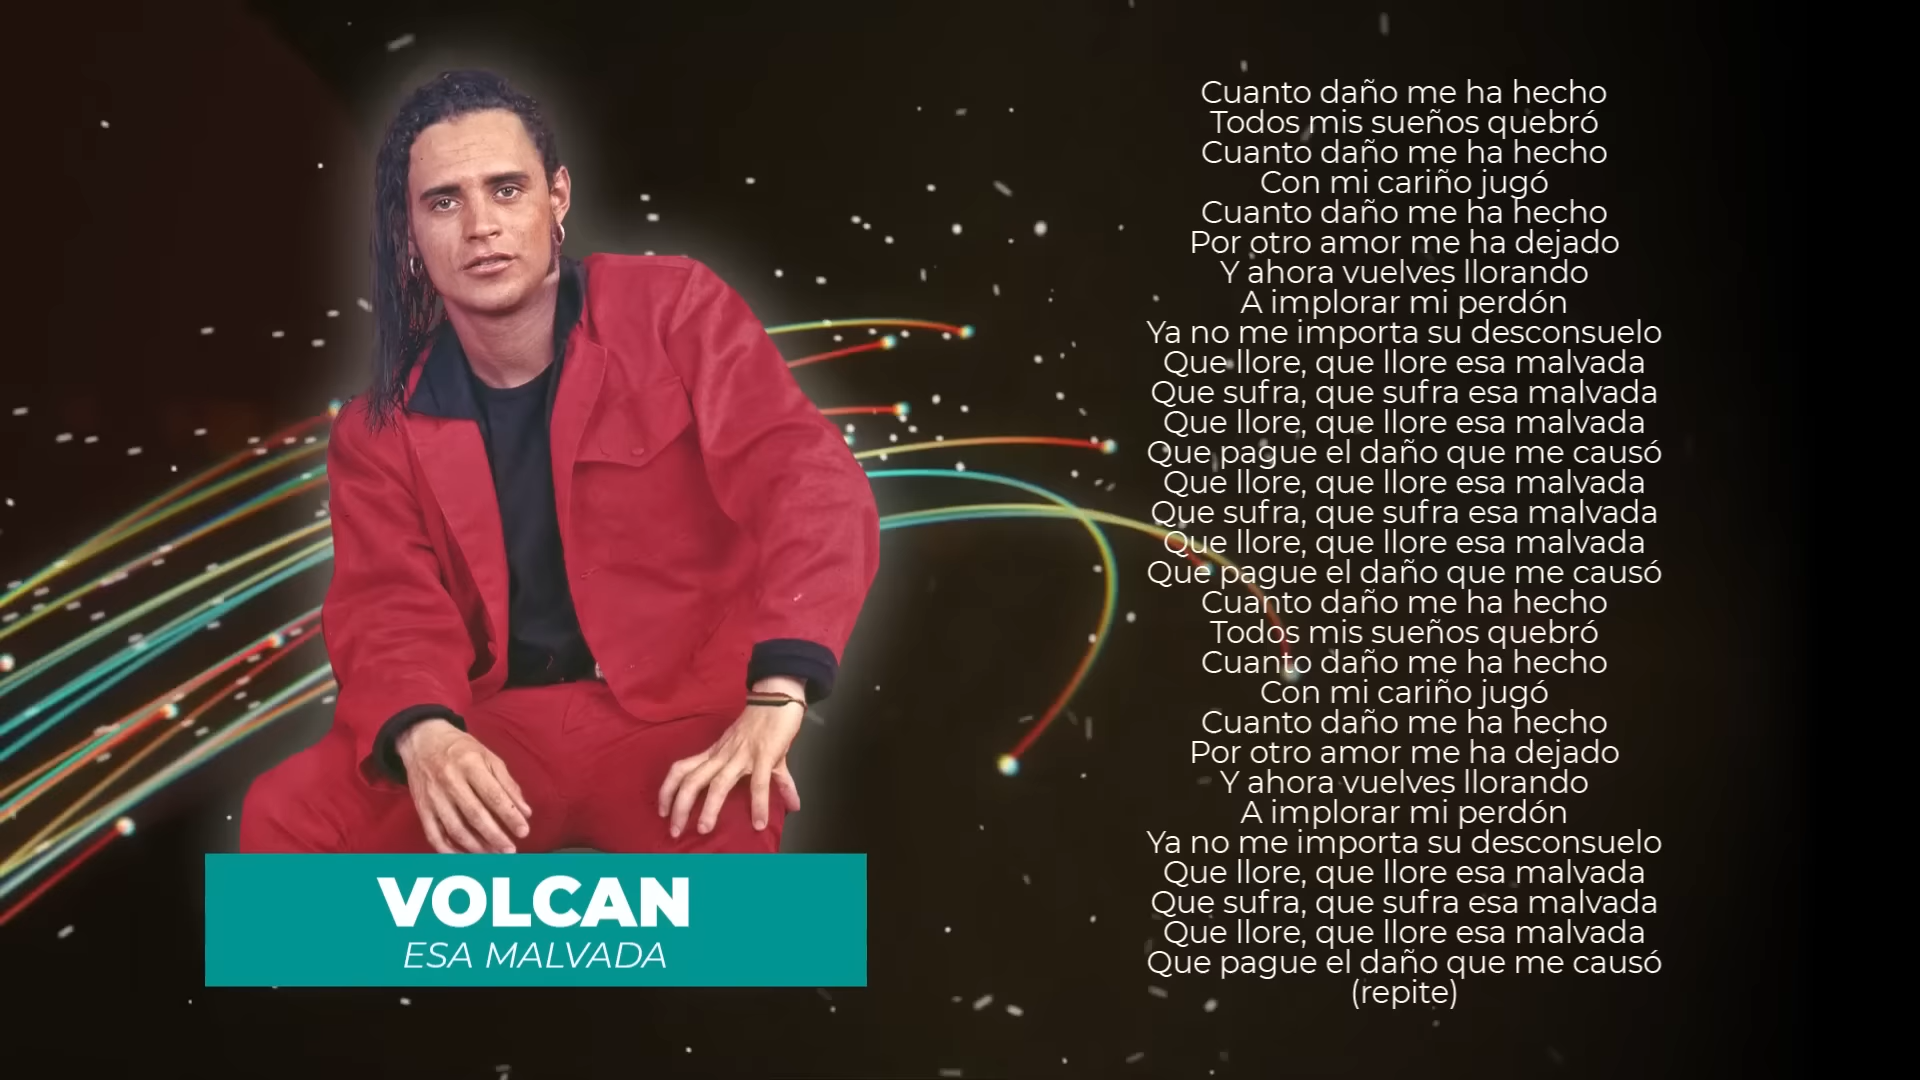 VOLCAN
ESA MALVADA
Cuanto daño me ha hecho
Todos mis sueños quebró
Cuanto daño me ha hecho
Con mi cariño jugó
Cuanto daño me ha hecho
Por otro amor me ha dejado
Y ahora vuelves llorando
A implorar mi perdón
Ya no me importa su desconsuelo
Que llore, que llore esa malvada
Que sufra, que sufra esa malvada
Que llore, que llore esa malvada
Que pague el daño que me causó
Que llore, que llore esa malvada
Que sufra, que sufra esa malvada
Que llore, que llore esa malvada
Que pague el daño que me causó
Cuanto daño me ha hecho
Todos mis sueños quebró
Cuanto daño me ha hecho
Con mi cariño jugó
Cuanto daño me ha hecho
Por otro amor me ha dejado
Y ahora vuelves llorando
A implorar mi perdón
Ya no me importa su desconsuelo
Que llore, que llore esa malvada
Que sufra, que sufra esa malvada
Que llore, que llore esa malvada
Que pague el daño que me causó
(repite)